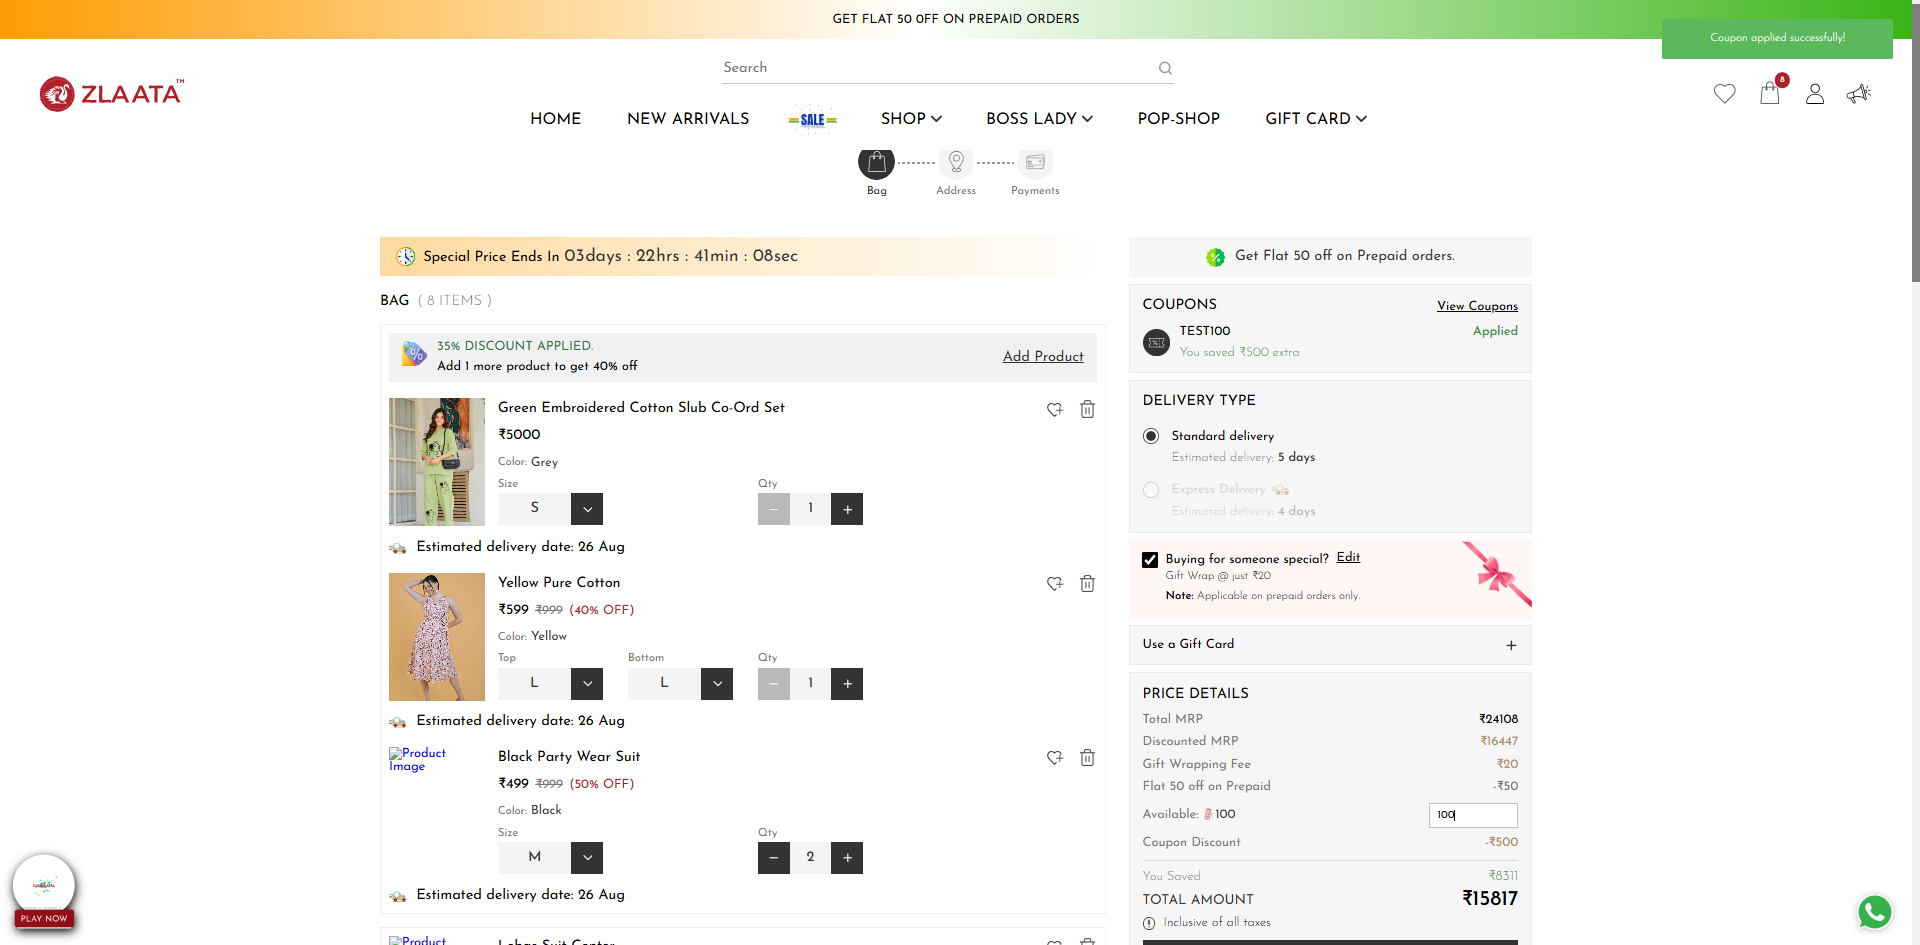 GET FLAT 50 OFF ON PREPAID ORDERS
Coupon applied successfully!
Search
ZLAATA™
8
HOME
NEW ARRIVALS
SALE
SHOP
BOSS LADY
POP-SHOP
GIFT CARD
Bag
Address
Payments
Special Price Ends In 03days : 22hrs : 41min : 08sec
BAG ( 8 ITEMS )
35% DISCOUNT APPLIED.
Add 1 more product to get 40% off
Add Product
Green Embroidered Cotton Slub Co-Ord Set
₹5000
Color: Grey
Size
Qty
S
1
Estimated delivery date: 26 Aug
Yellow Pure Cotton
₹599 ₹999 (40% OFF)
Color: Yellow
Top
Bottom
Qty
L
L
1
Estimated delivery date: 26 Aug
Product Image
Black Party Wear Suit
₹499 ₹999 (50% OFF)
Color: Black
Size
Qty
M
2
Estimated delivery date: 26 Aug
Product
Get Flat 50 off on Prepaid orders.
COUPONS
View Coupons
TEST100
Applied
You saved ₹500 extra
DELIVERY TYPE
Standard delivery
Estimated delivery: 5 days
Express Delivery
Estimated delivery: 4 days
Buying for someone special? Edit
Gift Wrap @ just ₹20
Note: Applicable on prepaid orders only.
Use a Gift Card
PRICE DETAILS
Total MRP ₹24108
Discounted MRP ₹16447
Gift Wrapping Fee ₹20
Flat 50 off on Prepaid -₹50
Available: 100
100
Coupon Discount -₹500
You Saved ₹8311
TOTAL AMOUNT ₹15817
Inclusive of all taxes
PLAY NOW